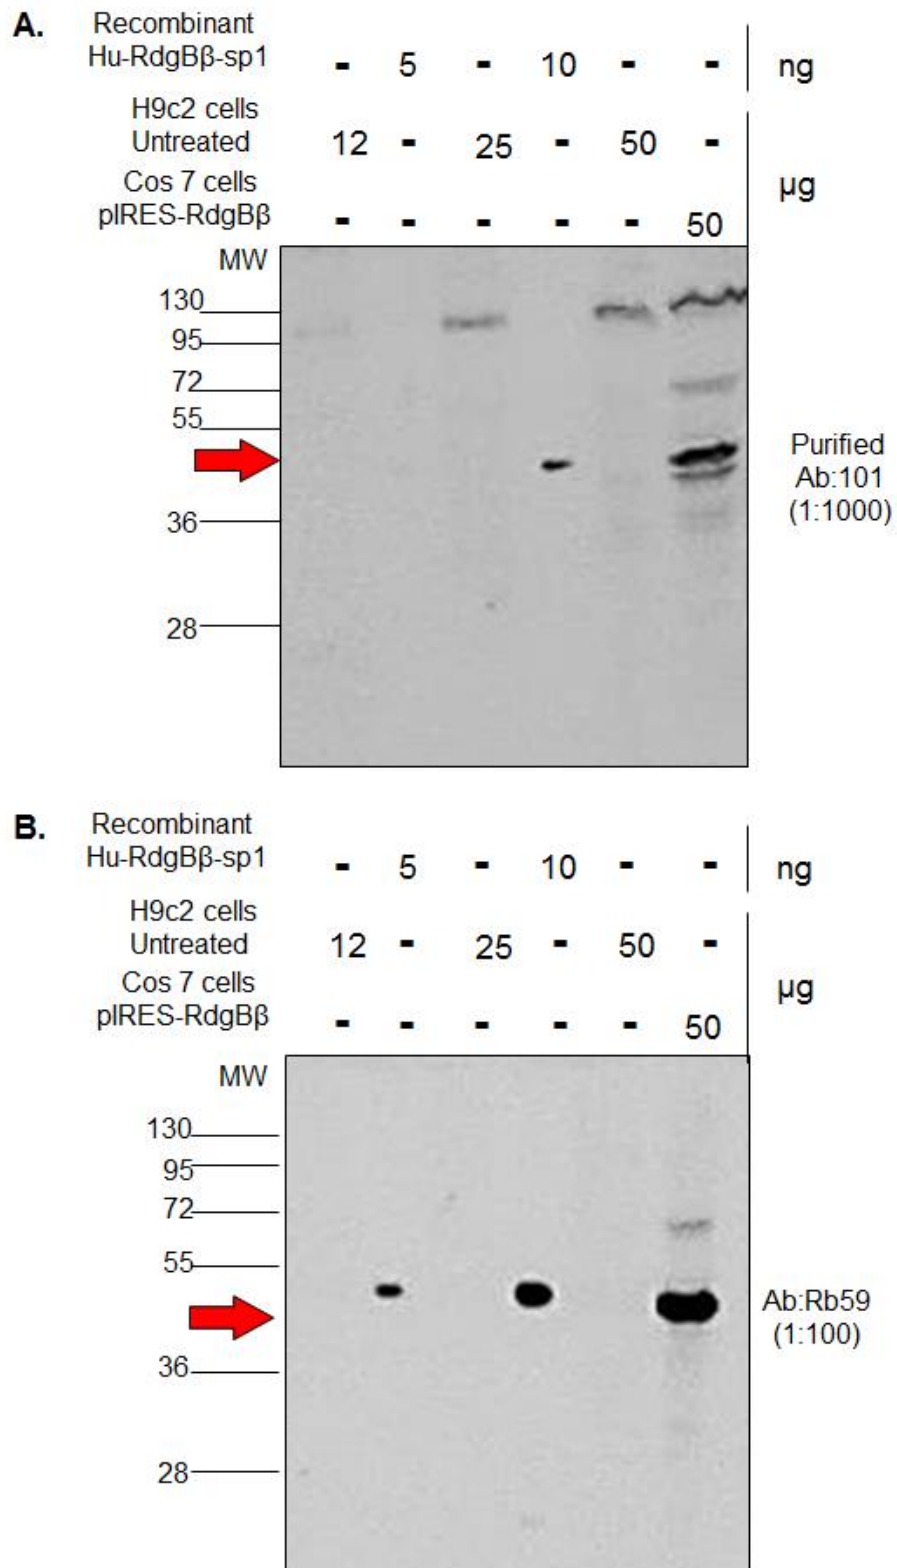 A.
Recombinant
Hu-RdgBβ-sp1 - 5 - 10 - - ng
H9c2 cells
Untreated 12 - 25 - 50 -
Cos 7 cells µg
pIRES-RdgBβ - - - - - 50
MW
130
95
72
55
Purified
Ab:101
(1:1000)
36
28
B.
Recombinant
Hu-RdgBβ-sp1 - 5 - 10 - - ng
H9c2 cells
Untreated 12 - 25 - 50 -
Cos 7 cells µg
pIRES-RdgBβ - - - - - 50
MW
130
95
72
55
Ab:Rb59
(1:100)
36
28